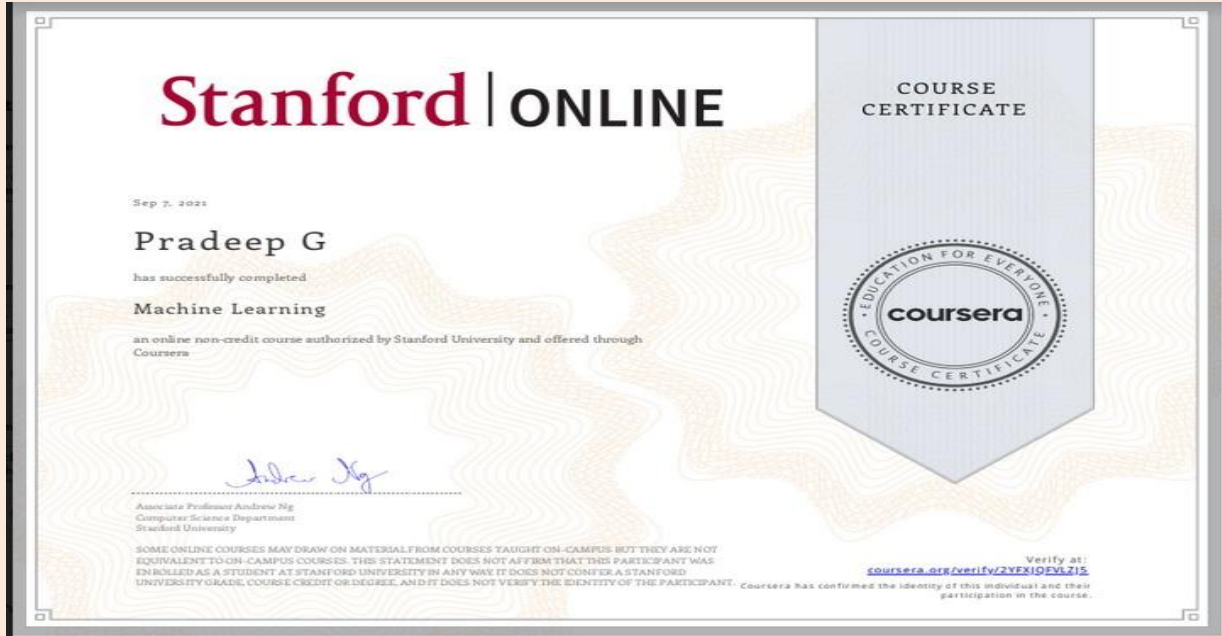 Stanford | ONLINE
COURSE
CERTIFICATE
Sep 7, 2021
Pradeep G
has successfully completed
Machine Learning
an online non-credit course authorized by Stanford University and offered through
Coursera
EDUCATION FOR EVERYONE
coursera
COURSE CERTIFICATE
Andrew Ng
Associate Professor Andrew Ng
Computer Science Department
Stanford University
SOME ONLINE COURSES MAY DRAW ON MATERIAL FROM COURSES TAUGHT ON-CAMPUS BUT THEY ARE NOT
EQUIVALENT TO ON-CAMPUS COURSES. THIS STATEMENT DOES NOT AFFIRM THAT THIS PARTICIPANT WAS
ENROLLED AS A STUDENT AT STANFORD UNIVERSITY IN ANY WAY. IT DOES NOT CONFER A STANFORD
UNIVERSITY GRADE, COURSE CREDIT OR DEGREE, AND IT DOES NOT VERIFY THE IDENTITY OF THE PARTICIPANT.
Verify at:
coursera.org/verify/2YFXJQFVLZJ5
Coursera has confirmed the identity of this individual and their
participation in the course.